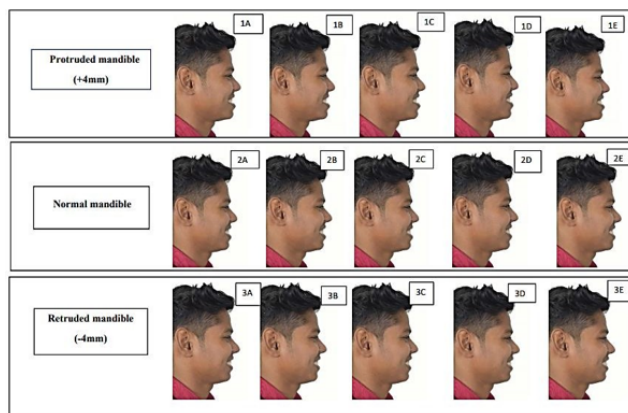 1A
1B
1C
1D
1E
Protruded mandible
(+4mm)
2A
2B
2C
2D
2E
Normal mandible
3A
3B
3C
3D
3E
Retruded mandible
(-4mm)